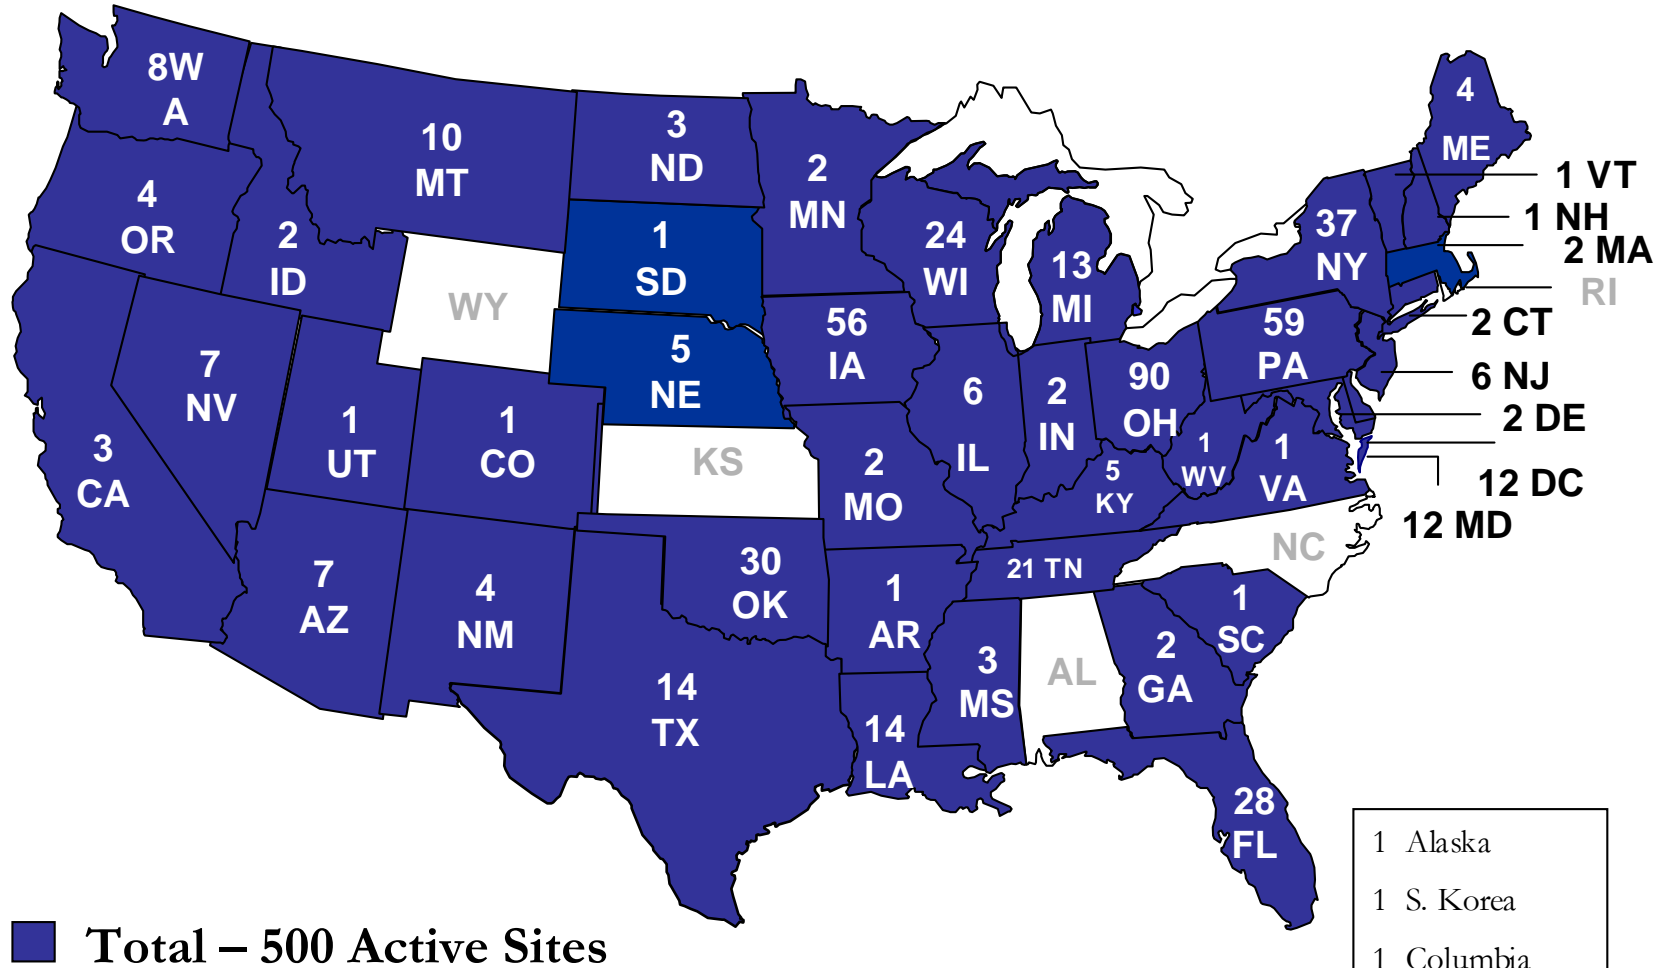 8W
A
10
MT
3
ND
2
MN
4
ME
1 VT
1 NH
2 MA
RI
2 CT
6 NJ
2 DE
12 DC
12 MD
4
OR
2
ID
WY
1
SD
24
WI
13
MI
37
NY
5
NE
56
IA
59
PA
7
NV
1
UT
1
CO
KS
6
IL
2
IN
90
OH
1
WV
1
VA
3
CA
2
MO
5
KY
NC
7
AZ
4
NM
30
OK
1
AR
21 TN
1
SC
14
TX
14
LA
3
MS
AL
2
GA
28
FL
1 Alaska
1 S. Korea
1 Columbia
Total – 500 Active Sites